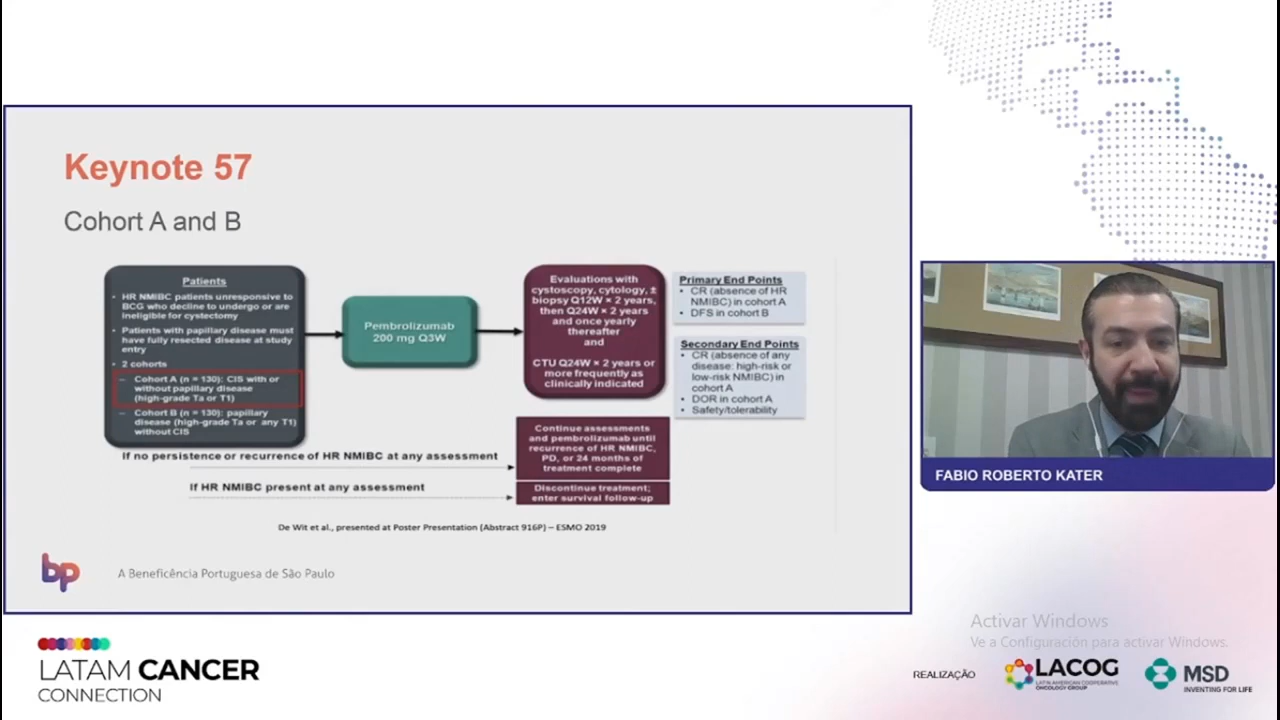 Keynote 57
Cohort A and B
Patients
• HR NMIBC patients unresponsive to
BCG who decline to undergo or are
ineligible for cystectomy
• Patients with papillary disease must
have fully resected disease at study
entry
• 2 cohorts
– Cohort A (n = 130): CIS with or
without papillary disease
(high-grade Ta or T1)
– Cohort B (n = 130): papillary
disease (high-grade Ta or any T1)
without CIS
Pembrolizumab
200 mg Q3W
Evaluations with
cystoscopy, cytology, ±
biopsy Q12W × 2 years,
then Q24W × 2 years
and once yearly
thereafter
and
CTU Q24W × 2 years or
more frequently as
clinically indicated
Primary End Points
• CR (absence of HR
NMIBC) in cohort A
• DFS in cohort B
Secondary End Points
• CR (absence of any
disease: high-risk or
low-risk NMIBC) in
cohort A
• DOR in cohort A
• Safety/tolerability
If no persistence or recurrence of HR NMIBC at any assessment
Continue assessments
and pembrolizumab until
recurrence of HR NMIBC,
PD, or 24 months of
treatment complete
If HR NMIBC present at any assessment
Discontinue treatment;
enter survival follow-up
De Wit et al., presented at Poster Presentation (Abstract 916P) – ESMO 2019
bp
A Beneficência Portuguesa de São Paulo
FABIO ROBERTO KATER
Activar Windows
Ve a Configuración para activar Windows.
LATAM CANCER
CONNECTION
REALIZAÇÃO
LACOG
LATIN AMERICAN COOPERATIVE
ONCOLOGY GROUP
MSD
INVENTING FOR LIFE